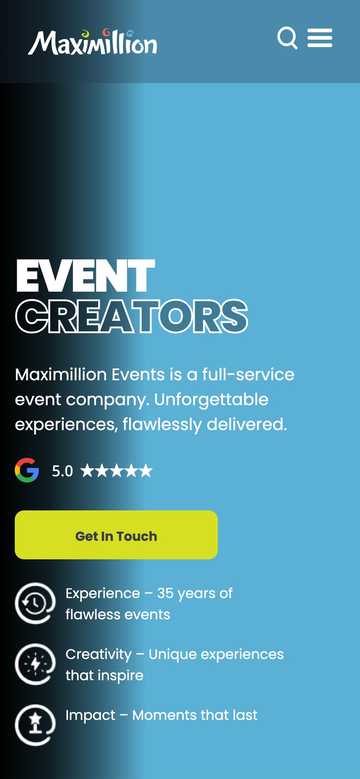 Maximillion
EVENT
CREATORS
Maximillion Events is a full-service
event company. Unforgettable
experiences, flawlessly delivered.
5.0
Get In Touch
Experience – 35 years of
flawless events
Creativity – Unique experiences
that inspire
Impact – Moments that last